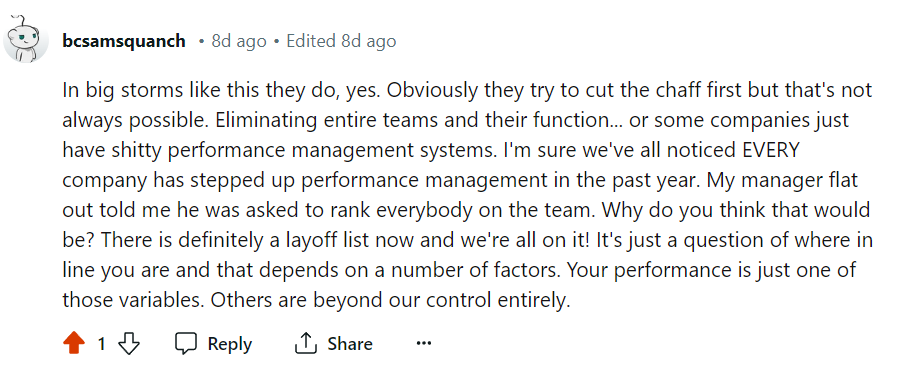 bcsamsquanch • 8d ago • Edited 8d ago
In big storms like this they do, yes. Obviously they try to cut the chaff first but that's not
always possible. Eliminating entire teams and their function... or some companies just
have shitty performance management systems. I'm sure we've all noticed EVERY
company has stepped up performance management in the past year. My manager flat
out told me he was asked to rank everybody on the team. Why do you think that would
be? There is definitely a layoff list now and we're all on it! It's just a question of where in
line you are and that depends on a number of factors. Your performance is just one of
those variables. Others are beyond our control entirely.
1 Reply Share ...